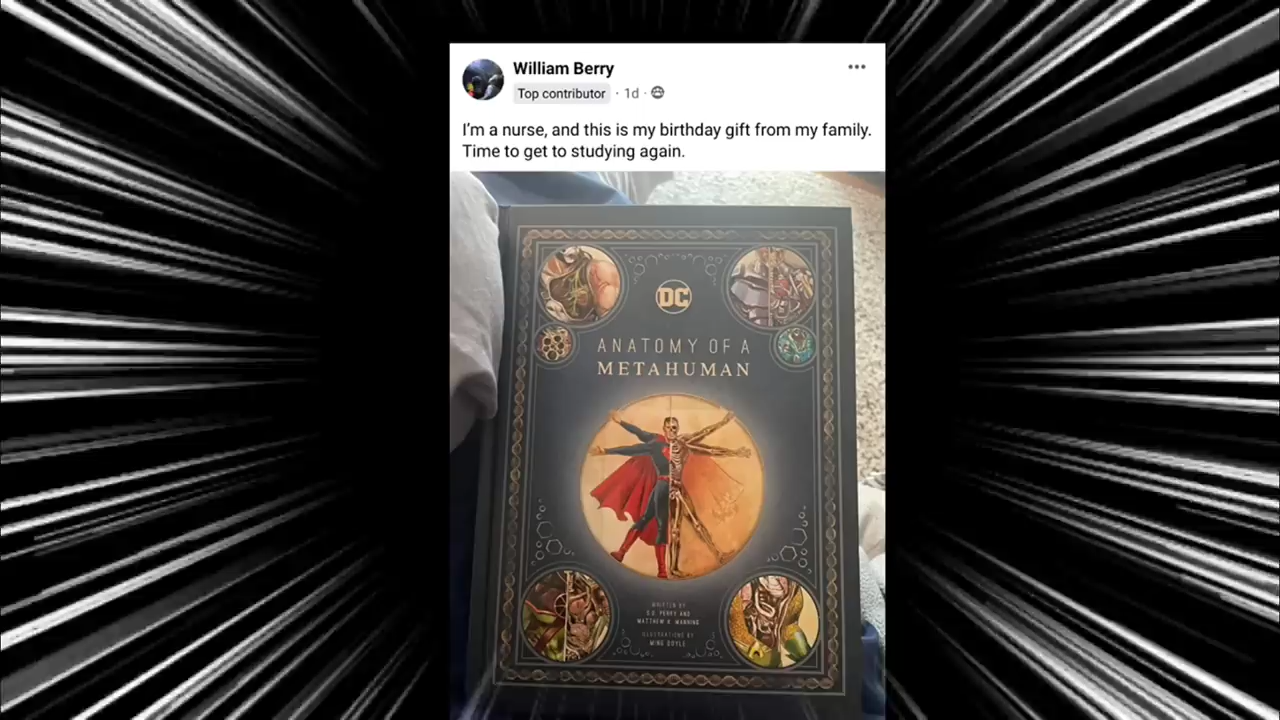 William Berry
Top contributor · 1d ·
I'm a nurse, and this is my birthday gift from my family.
Time to get to studying again.
DC
ANATOMY OF A
METAHUMAN
WRITTEN BY
S.D. PERRY AND
MATTHEW K. MANNING
ILLUSTRATIONS BY
MING DOYLE